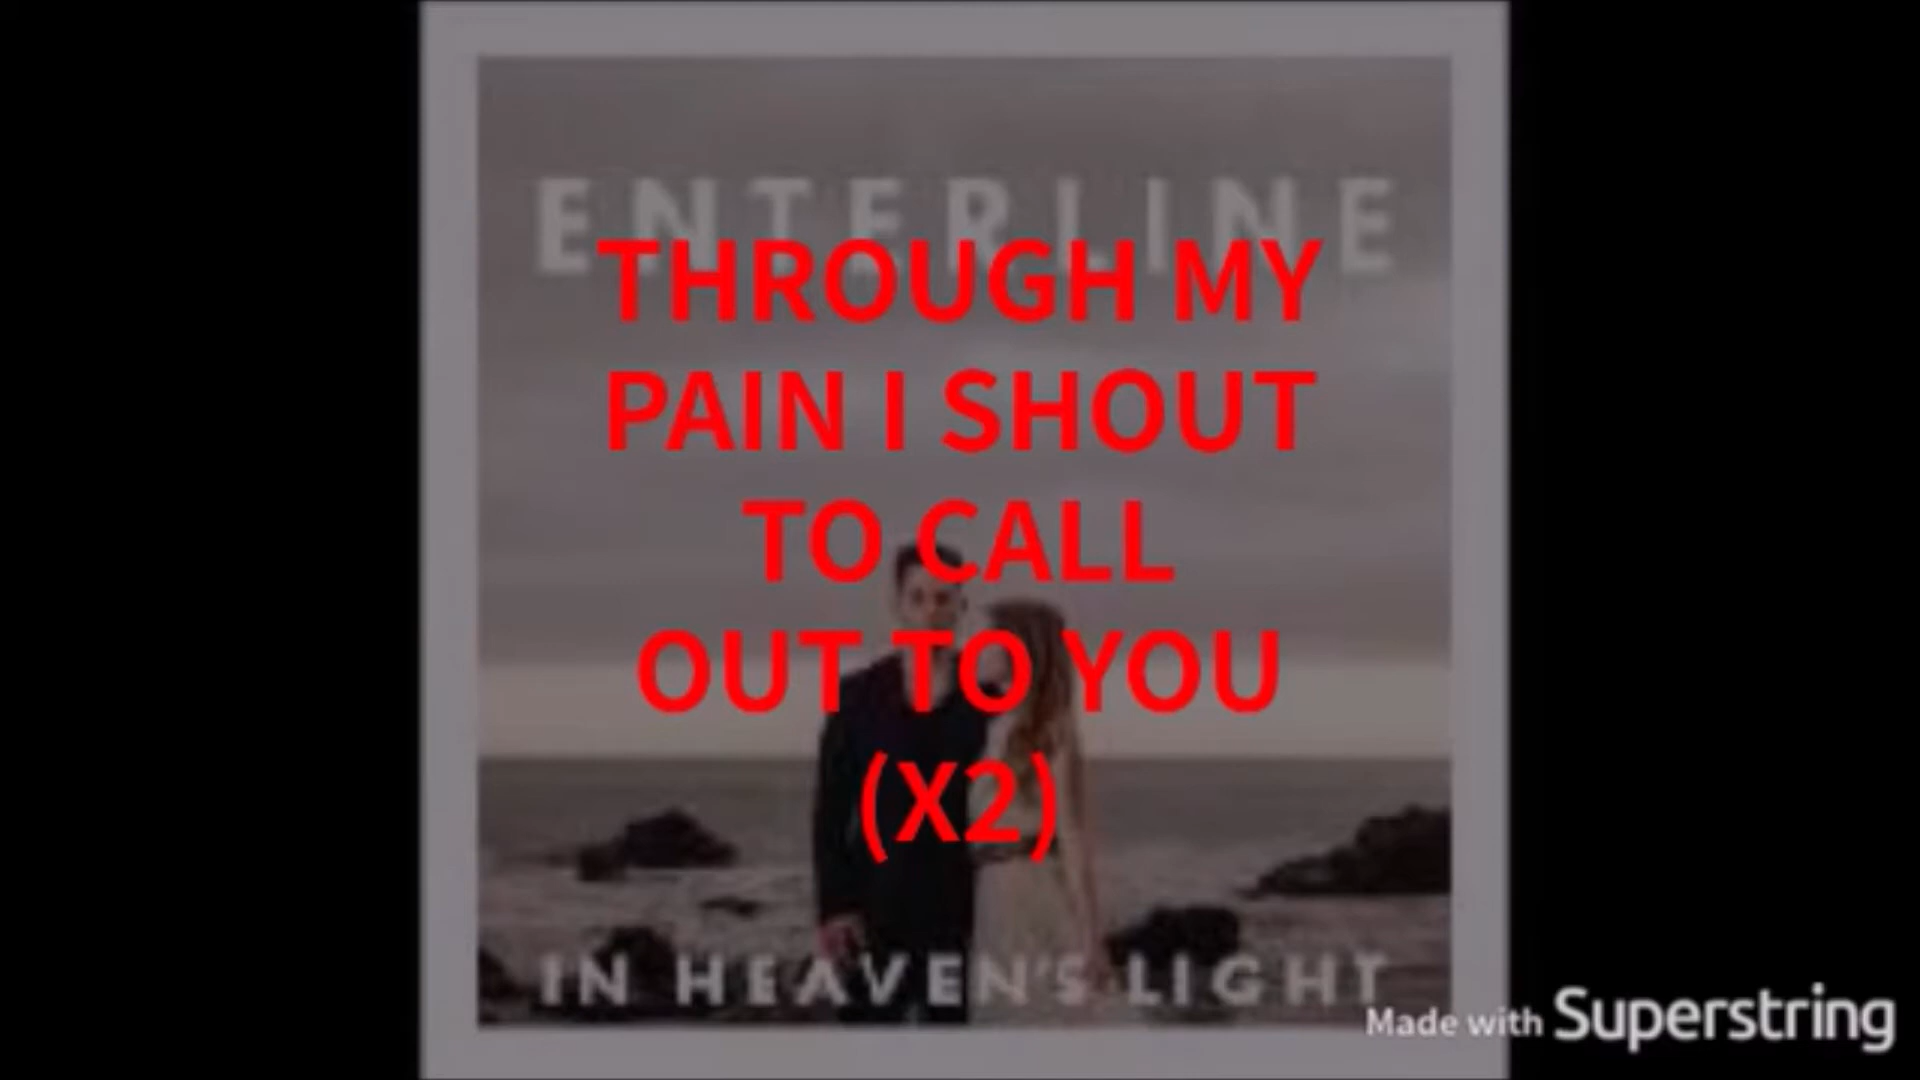 ENTERLINE
THROUGH MY
PAIN I SHOUT
TO CALL
OUT TO YOU
(X2)
IN HEAVEN'S LIGHT
Made with Superstring